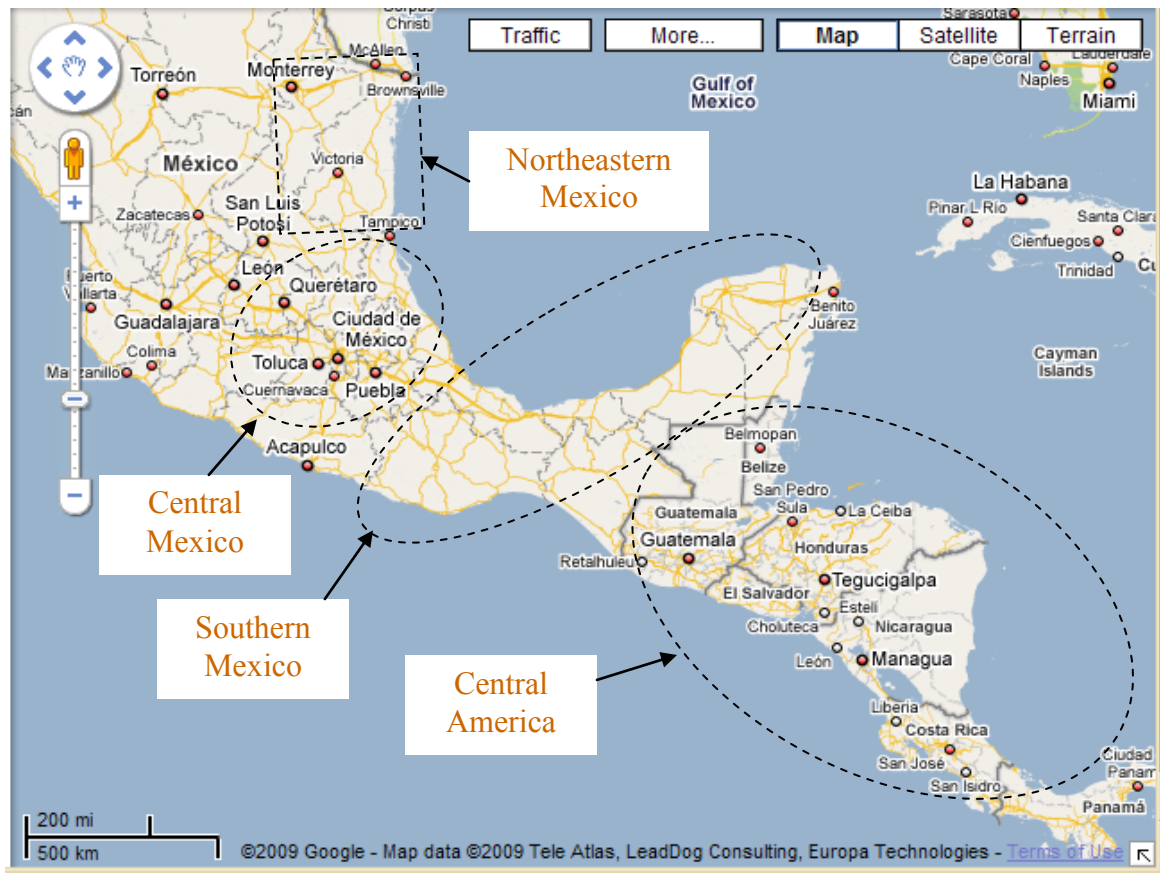 Corpus
Christi
Sarasota
Traffic
More...
Map
Satellite
Terrain
McAllen
Cape Coral
Lauderdale
Torreón
Monterrey
Brownsville
Gulf of
Mexico
Naples
Miami
México
Victoria
Northeastern
Mexico
La Habana
Zacatecas
San Luis
Potosí
Tampico
Pinar L Rio
Santa Clara
Cienfuegos
Trinidad
León
Querétaro
Guadalajara
Ciudad de
México
Benito
Juárez
Colima
Toluca
Cayman
Islands
Manzanillo
Cuernavaca
Puebla
Acapulco
Belmopan
Belize
Central
Mexico
San Pedro
Sula
La Ceiba
Guatemala
Guatemala
Honduras
Retalhuleu
Tegucigalpa
El Salvador
Estelí
Choluteca
Nicaragua
Southern
Mexico
León
Managua
Central
America
Liberia
Costa Rica
San José
San Isidro
Ciudad
Panam
Panamá
200 mi
500 km
©2009 Google - Map data ©2009 Tele Atlas, LeadDog Consulting, Europa Technologies - Terms of Use